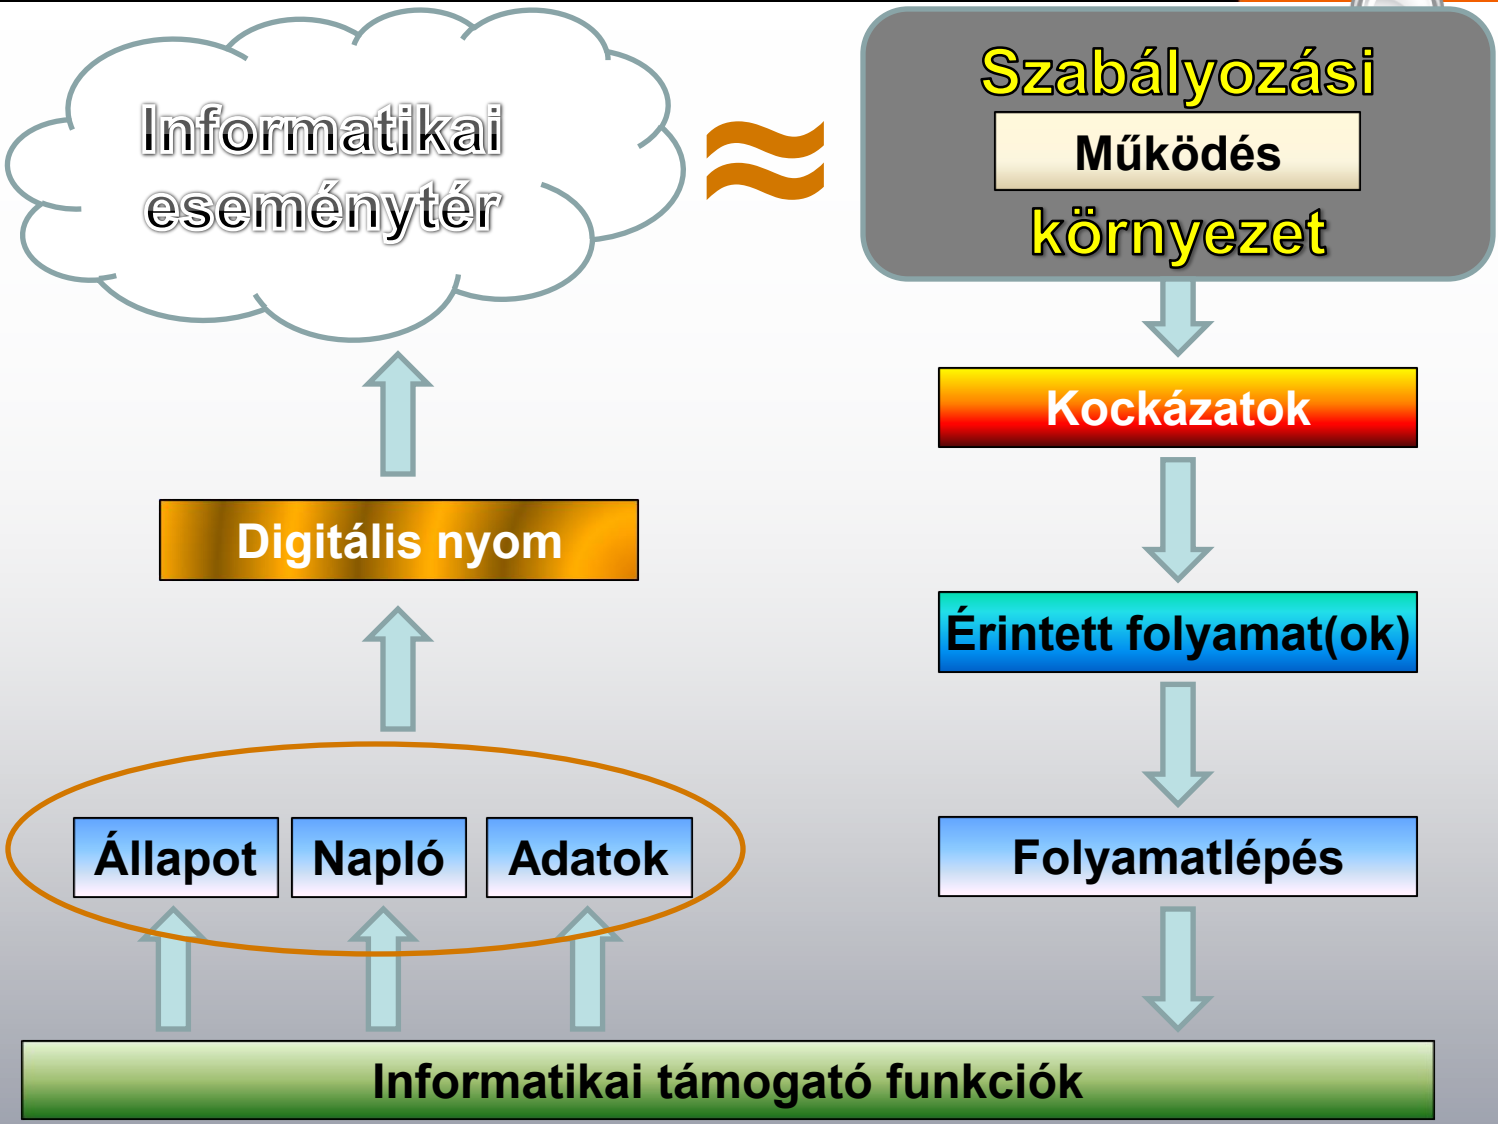 Informatikai
eseménytér
≈
Szabályozási
Működés
környezet
Kockázatok
Digitális nyom
Érintett folyamat(ok)
Állapot
Napló
Adatok
Folyamatlépés
Informatikai támogató funkciók